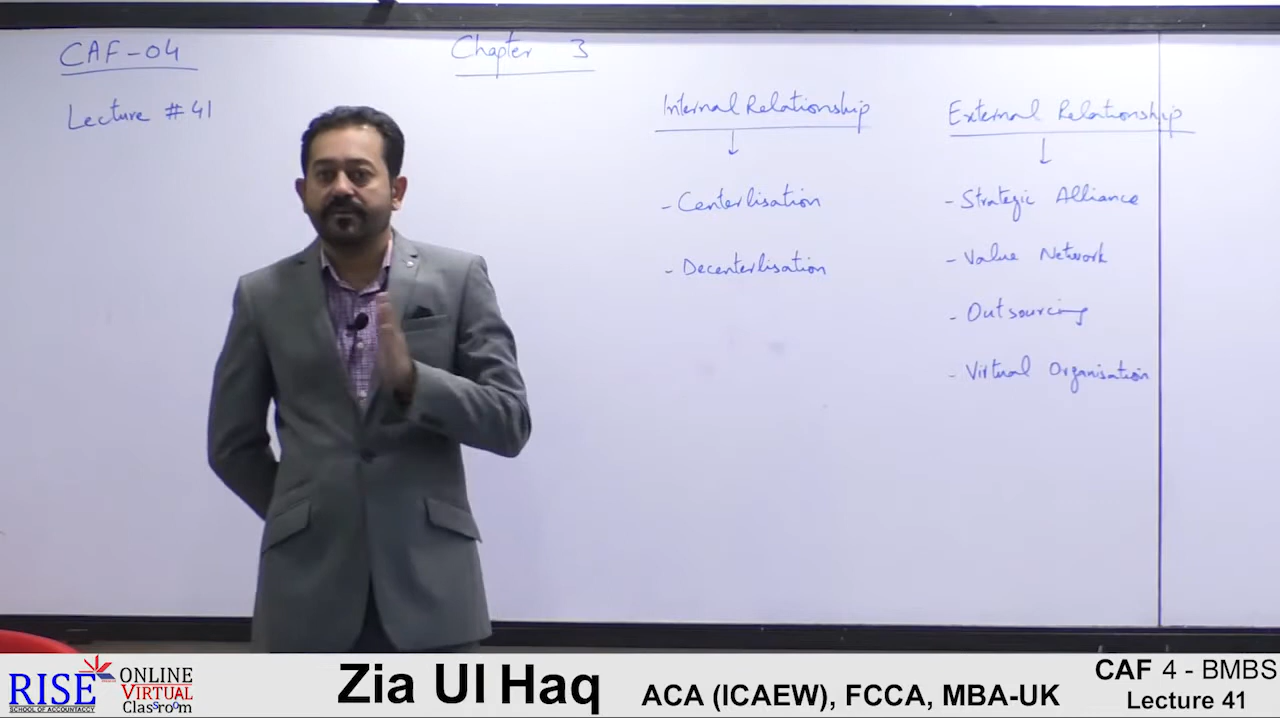 CAF-04
Chapter 3
Lecture #41
Internal Relationship
- Centerlisation
- Decenterlisation
External Relationship
- Strategic Alliance
- Value Network
- Outsourcing
- Virtual Organisation
RISE
SCHOOL OF ACCOUNTANCY
ONLINE
VIRTUAL
Classroom
Zia Ul Haq
ACA (ICAEW), FCCA, MBA-UK
CAF 4 - BMBS
Lecture 41